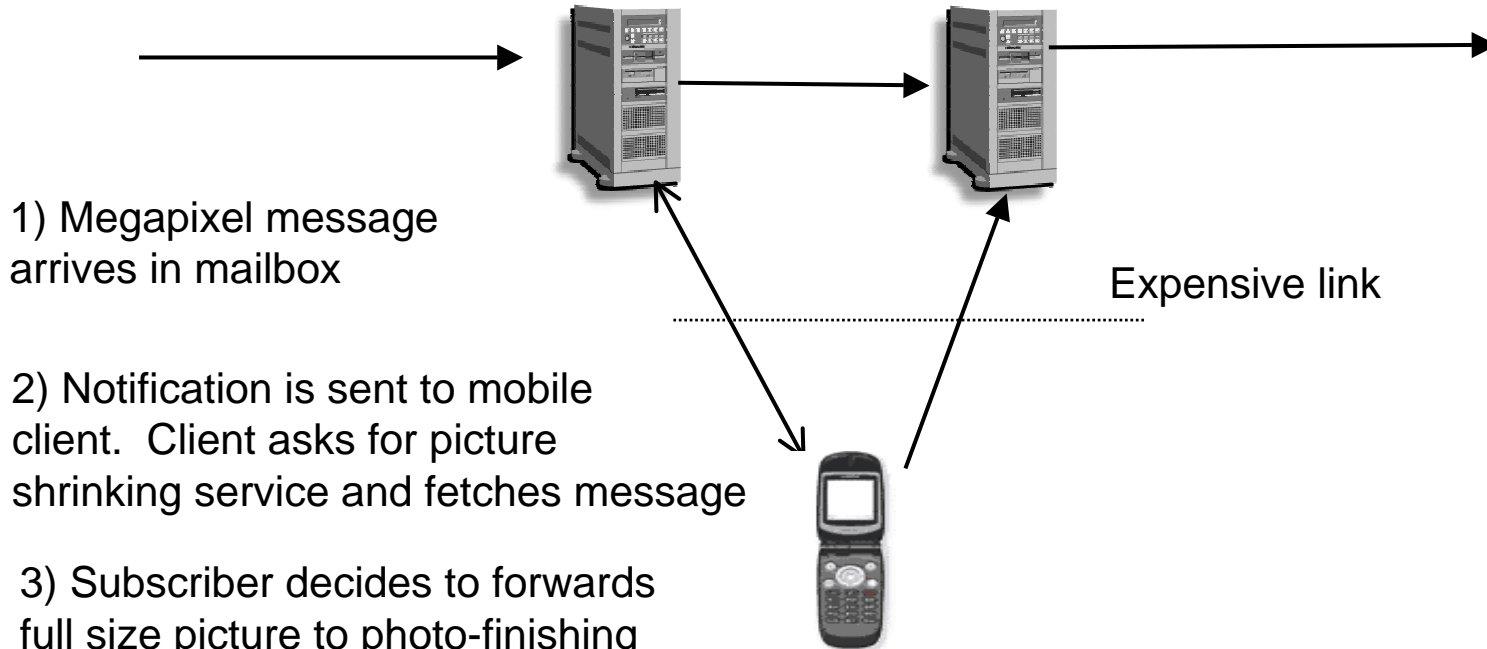 1) Megapixel message
arrives in mailbox
Expensive link
2) Notification is sent to mobile
client.  Client asks for picture
shrinking service and fetches message
3) Subscriber decides to forwards
full size picture to photo-finishing